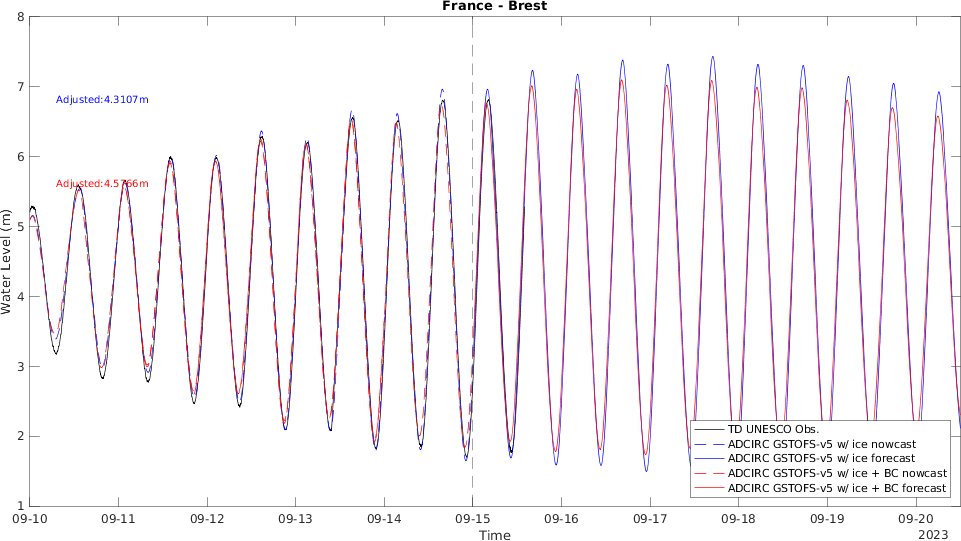 France - Brest
8
7
6
5
4
3
2
1
Water Level (m)
Adjusted:4.3107m
Adjusted:4.5766m
TD UNESCO Obs.
ADCIRC GSTOFS-v5 w/ ice nowcast
ADCIRC GSTOFS-v5 w/ ice forecast
ADCIRC GSTOFS-v5 w/ ice + BC nowcast
ADCIRC GSTOFS-v5 w/ ice + BC forecast
09-10 09-11 09-12 09-13 09-14 09-15 09-16 09-17 09-18 09-19 09-20
Time
2023